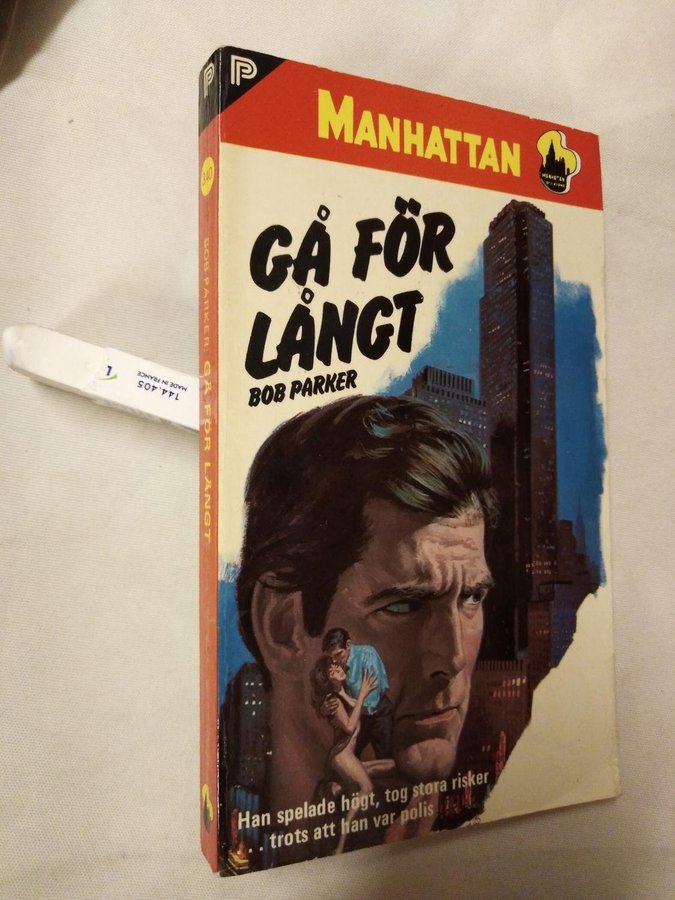 P
MANHATTAN
GÅ FÖR
LÅNGT
BOB PARKER
Han spelade högt, tog stora risker
...trots att han var polis
P
BOB PARKER: GÅ FÖR LÅNGT
144.405
MADE IN FRANCE